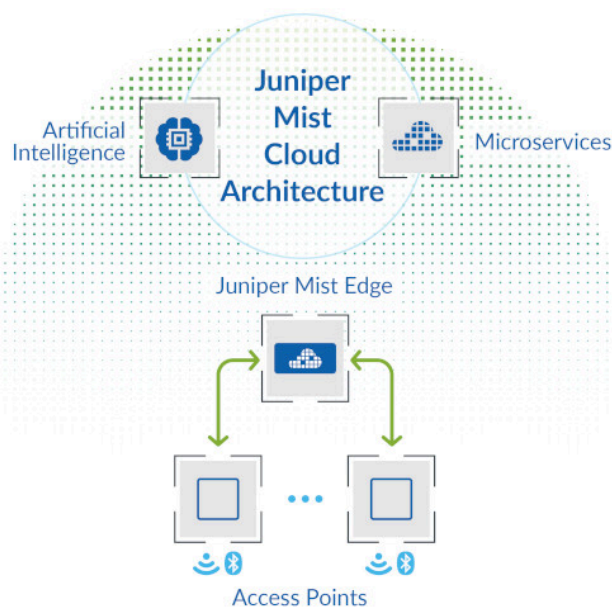 Juniper
Mist
Cloud
Architecture
Artificial
Intelligence
Microservices
Juniper Mist Edge
Access Points